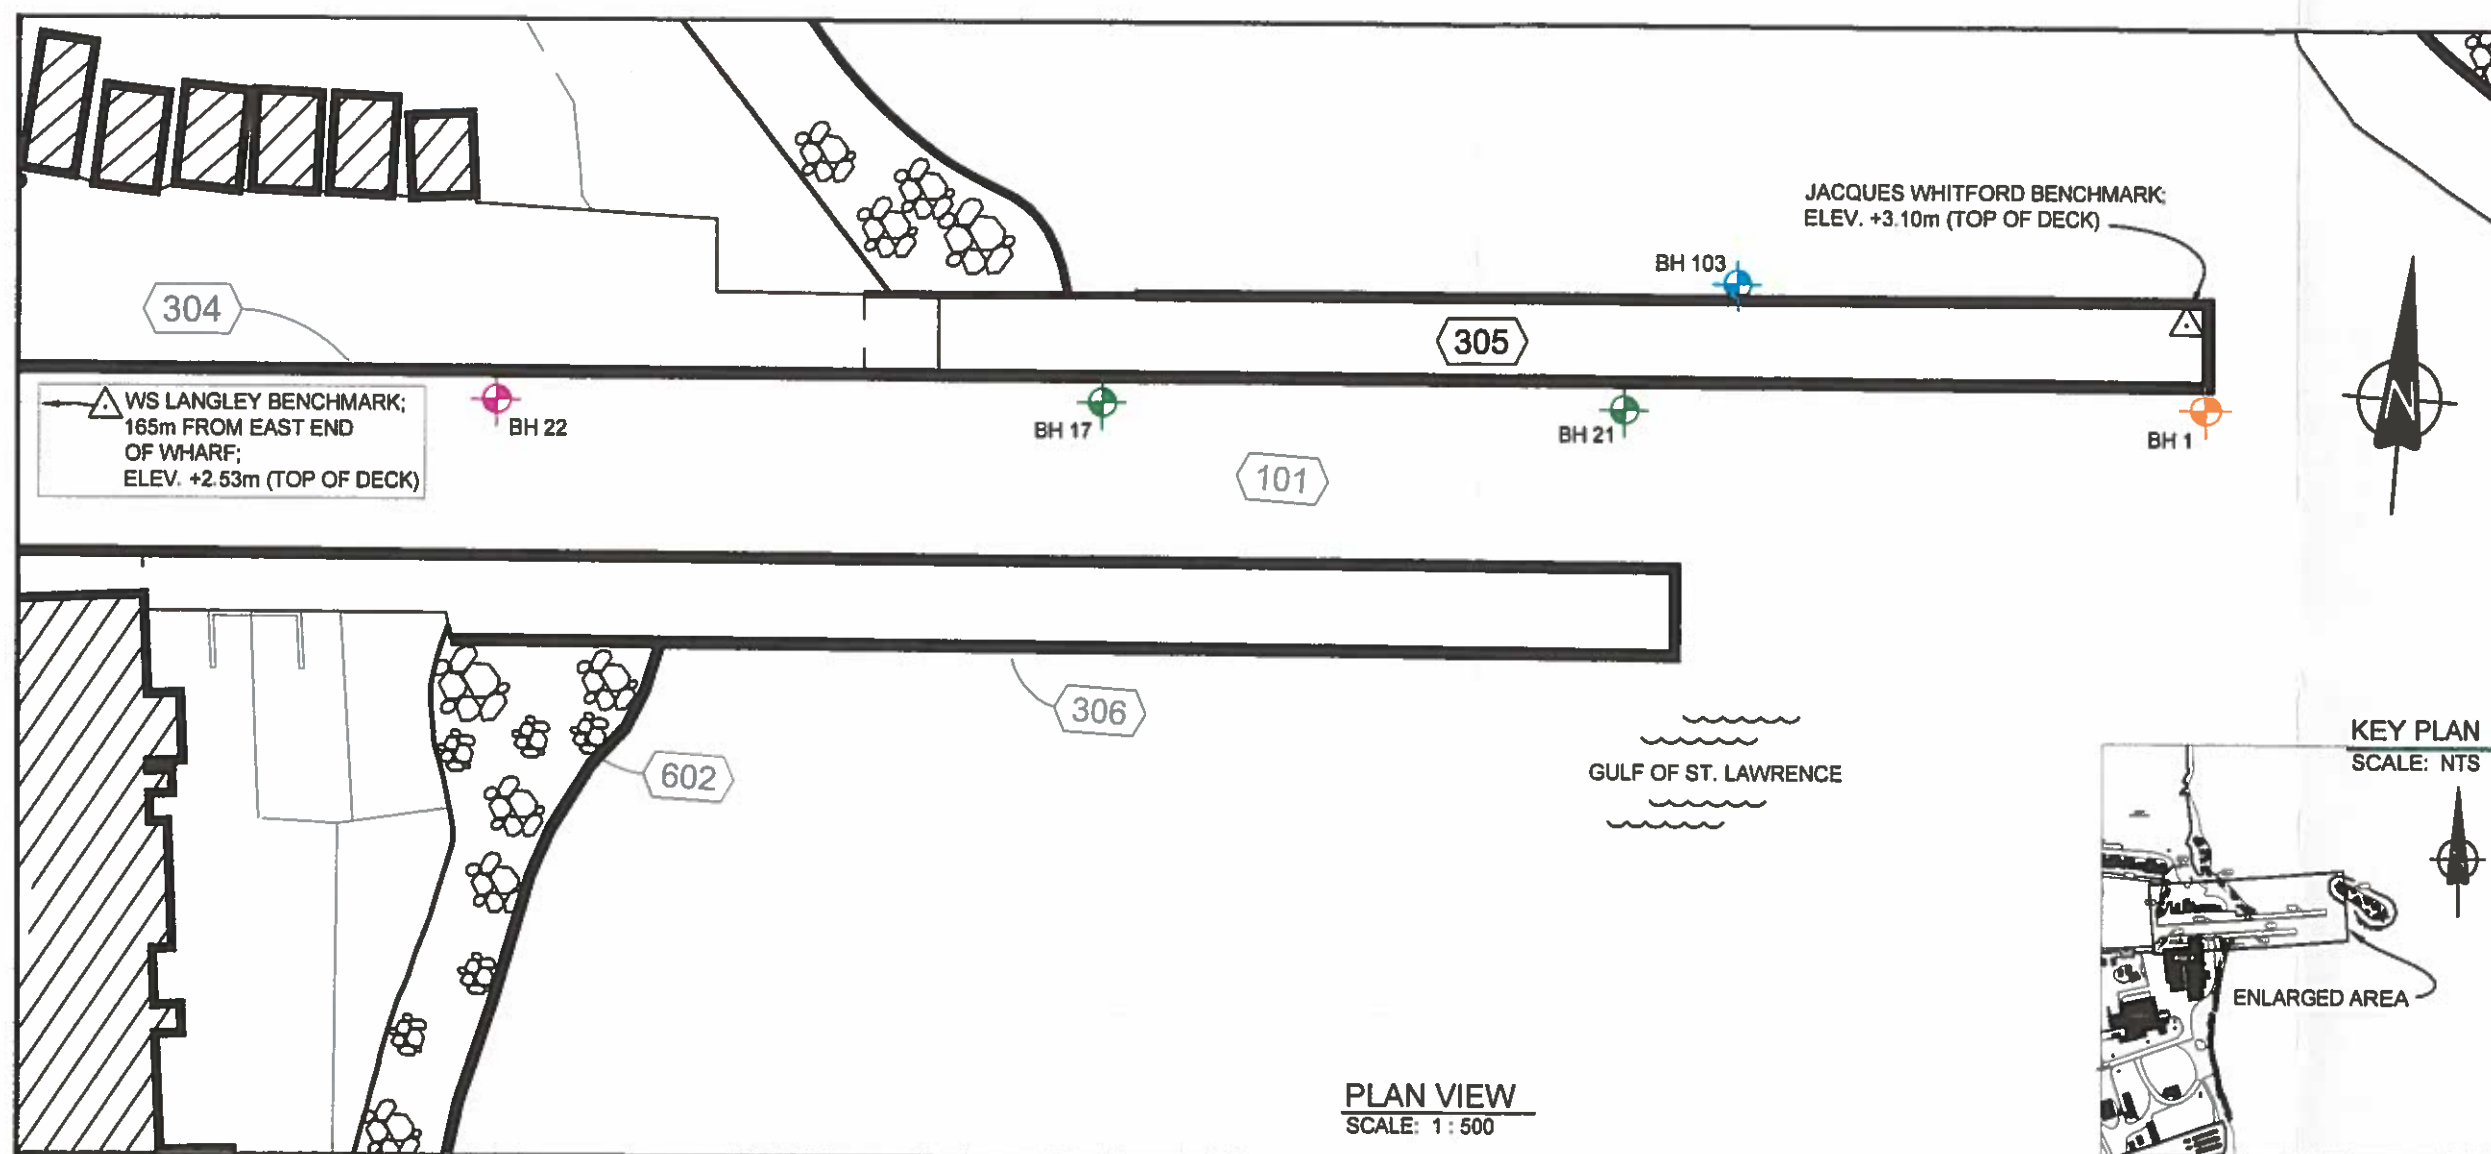 JACQUES WHITFORD BENCHMARK;
ELEV. +3.10m (TOP OF DECK)
BH 103
304
305
WS LANGLEY BENCHMARK;
165m FROM EAST END
OF WHARF;
ELEV. +2.53m (TOP OF DECK)
BH 22
BH 17
BH 21
BH 1
N
101
306
602
GULF OF ST. LAWRENCE
KEY PLAN
SCALE: NTS
ENLARGED AREA
PLAN VIEW
SCALE: 1 : 500